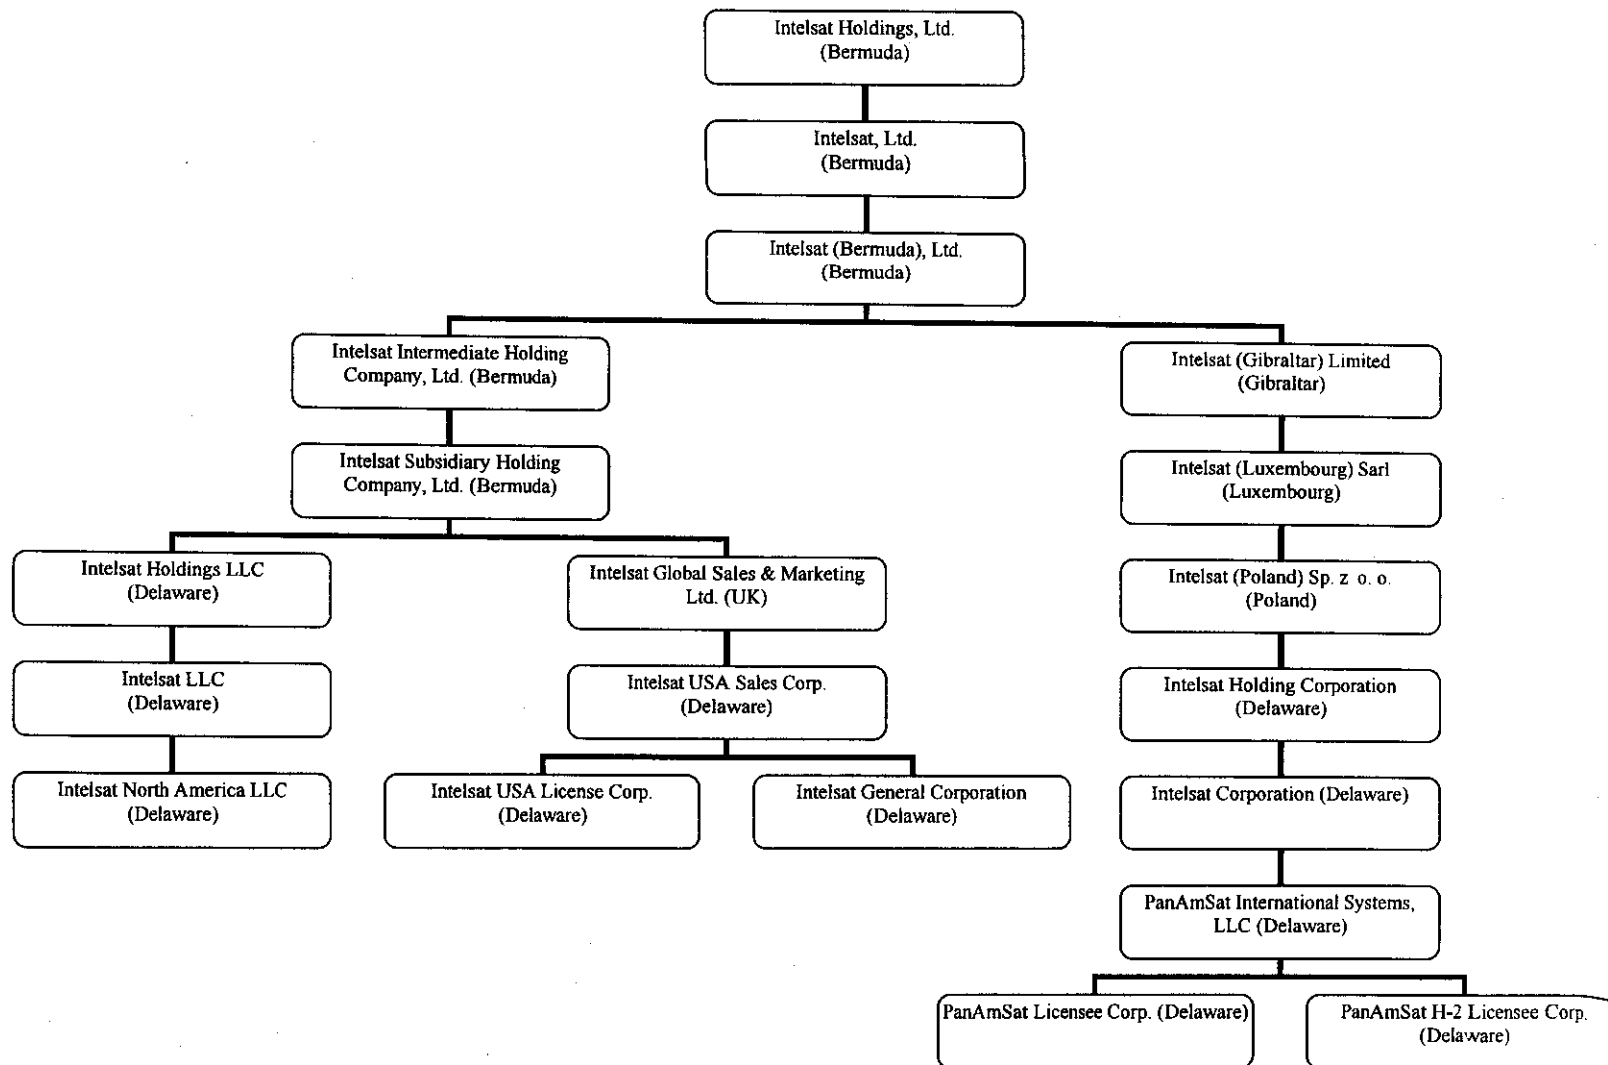 Intelsat Holdings, Ltd.
(Bermuda)
Intelsat, Ltd.
(Bermuda)
Intelsat (Bermuda), Ltd.
(Bermuda)
Intelsat Intermediate Holding
Company, Ltd. (Bermuda)
Intelsat (Gibraltar) Limited
(Gibraltar)
Intelsat Subsidiary Holding
Company, Ltd. (Bermuda)
Intelsat (Luxembourg) Sarl
(Luxembourg)
Intelsat Holdings LLC
(Delaware)
Intelsat Global Sales & Marketing
Ltd. (UK)
Intelsat (Poland) Sp. z o. o.
(Poland)
Intelsat LLC
(Delaware)
Intelsat USA Sales Corp.
(Delaware)
Intelsat Holding Corporation
(Delaware)
Intelsat North America LLC
(Delaware)
Intelsat USA License Corp.
(Delaware)
Intelsat General Corporation
(Delaware)
Intelsat Corporation (Delaware)
PanAmSat International Systems,
LLC (Delaware)
PanAmSat Licensee Corp. (Delaware)
PanAmSat H-2 Licensee Corp.
(Delaware)